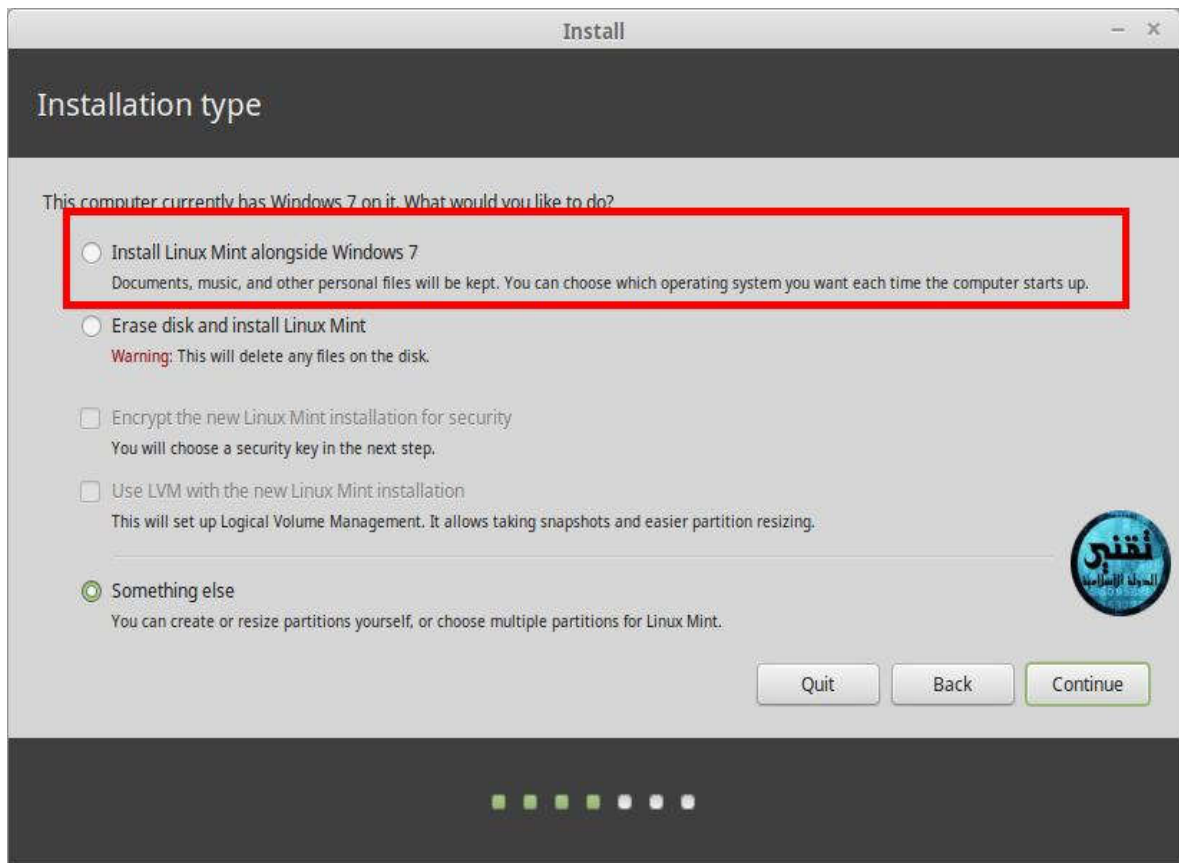 Install
Installation type
This computer currently has Windows 7 on it. What would you like to do?
Install Linux Mint alongside Windows 7
Documents, music, and other personal files will be kept. You can choose which operating system you want each time the computer starts up.
Erase disk and install Linux Mint
Warning: This will delete any files on the disk.
Encrypt the new Linux Mint installation for security
You will choose a security key in the next step.
Use LVM with the new Linux Mint installation
This will set up Logical Volume Management. It allows taking snapshots and easier partition resizing.
تقني
الدولة الإسلامية
Something else
You can create or resize partitions yourself, or choose multiple partitions for Linux Mint.
Quit Back Continue